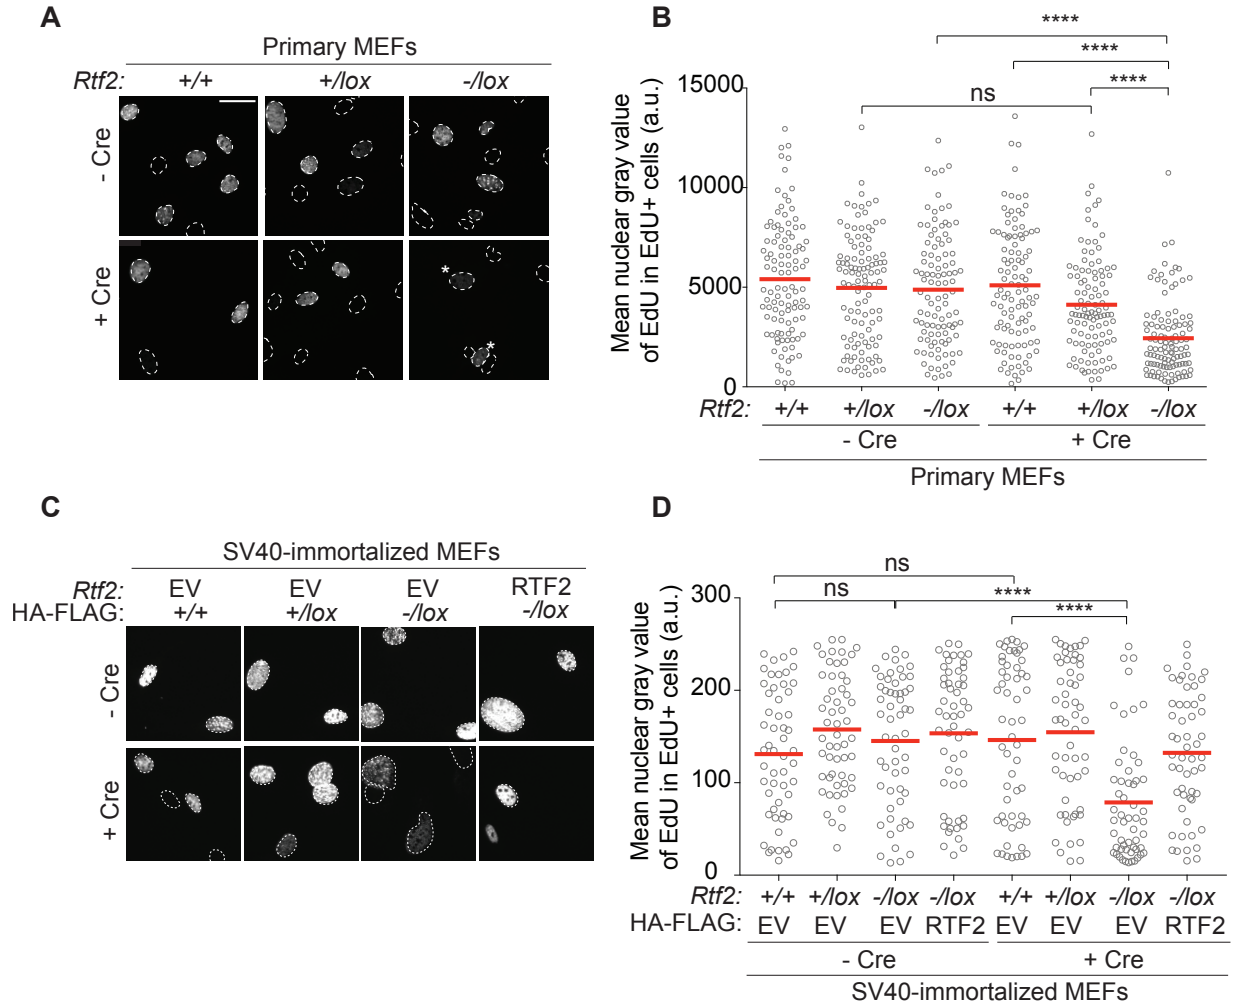 A
Primary MEFs
Rtf2: +/+ +/lox -/lox
- Cre
+ Cre
*
*
B
****
****
****
ns
Mean nuclear gray value
of EdU in EdU+ cells (a.u.)
15000
10000
5000
0
Rtf2: +/+ +/lox -/lox +/+ +/lox -/lox
- Cre + Cre
Primary MEFs
C
SV40-immortalized MEFs
Rtf2: EV EV EV RTF2
HA-FLAG: +/+ +/lox -/lox -/lox
- Cre
+ Cre
D
ns
ns ****
****
Mean nuclear gray value
of EdU in EdU+ cells (a.u.)
300
200
100
0
Rtf2: +/+ +/lox -/lox -/lox +/+ +/lox -/lox -/lox
HA-FLAG: EV EV EV RTF2 EV EV EV RTF2
- Cre + Cre
SV40-immortalized MEFs